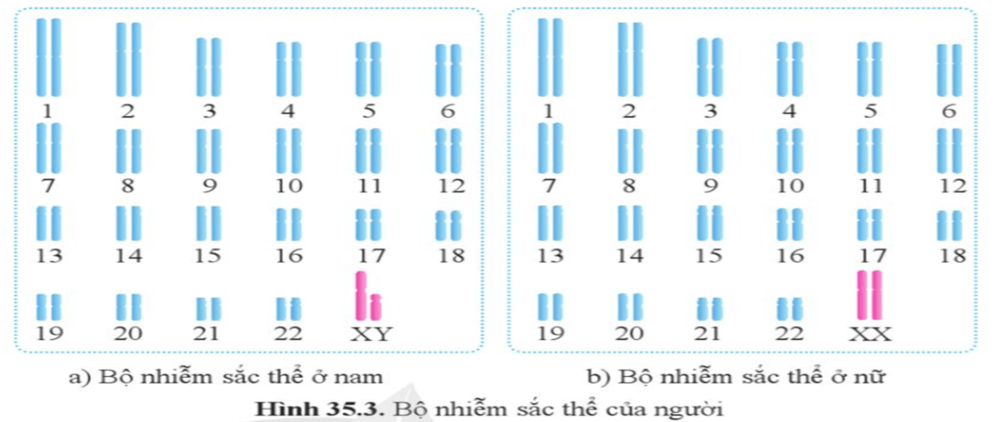 1 2 3 4 5 6
7 8 9 10 11 12
13 14 15 16 17 18
19 20 21 22 XY
a) Bộ nhiễm sắc thể ở nam
1 2 3 4 5 6
7 8 9 10 11 12
13 14 15 16 17 18
19 20 21 22 XX
b) Bộ nhiễm sắc thể ở nữ
Hình 35.3. Bộ nhiễm sắc thể của người